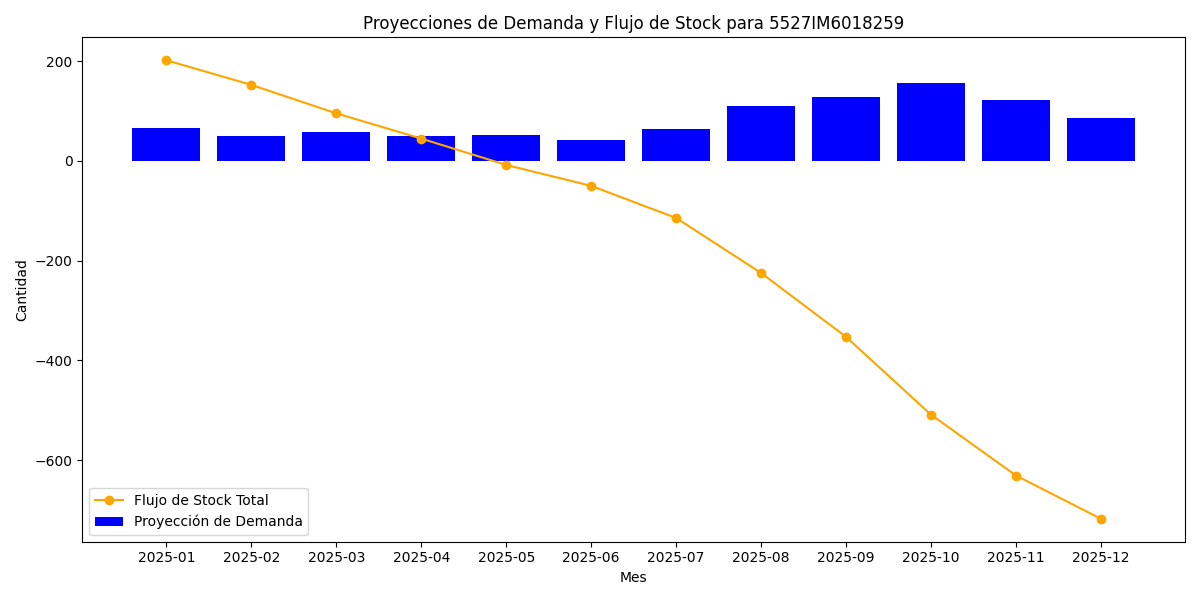 Proyecciones de Demanda y Flujo de Stock para 5527IM6018259
Cantidad
200
0
−200
−400
−600
Flujo de Stock Total
Proyección de Demanda
2025-01 2025-02 2025-03 2025-04 2025-05 2025-06 2025-07 2025-08 2025-09 2025-10 2025-11 2025-12
Mes